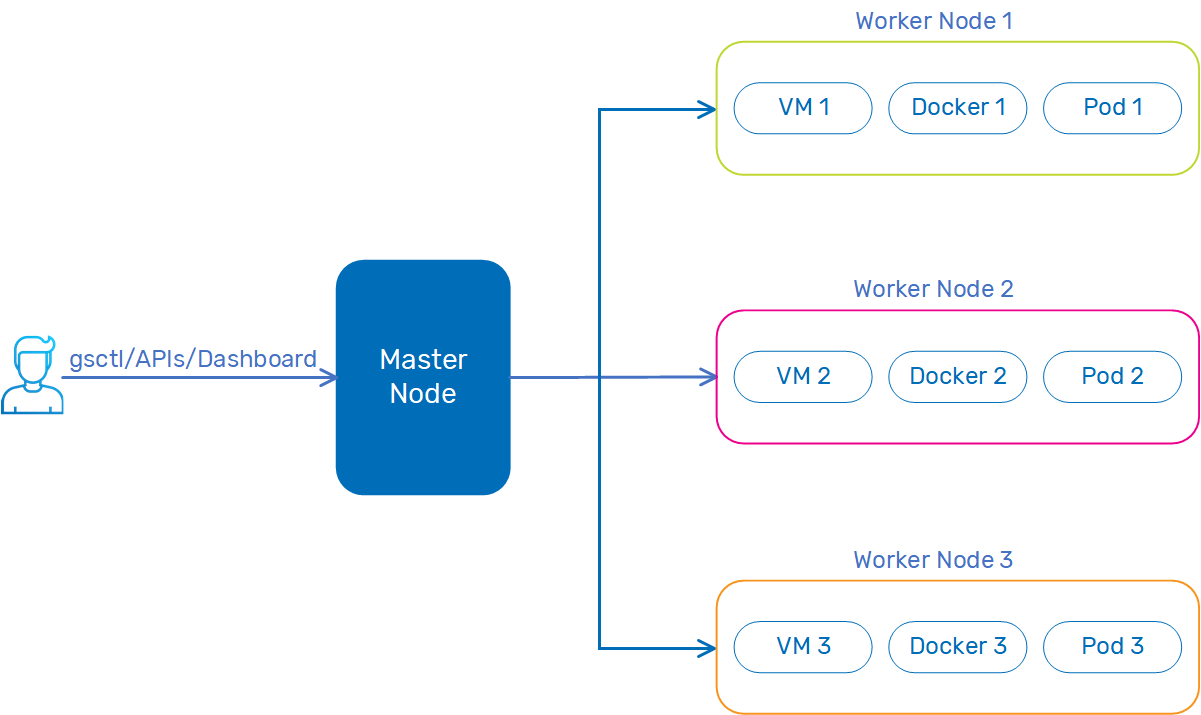 Worker Node 1
VM 1
Docker 1
Pod 1
Worker Node 2
gsctl/APIs/Dashboard
Master
Node
VM 2
Docker 2
Pod 2
Worker Node 3
VM 3
Docker 3
Pod 3